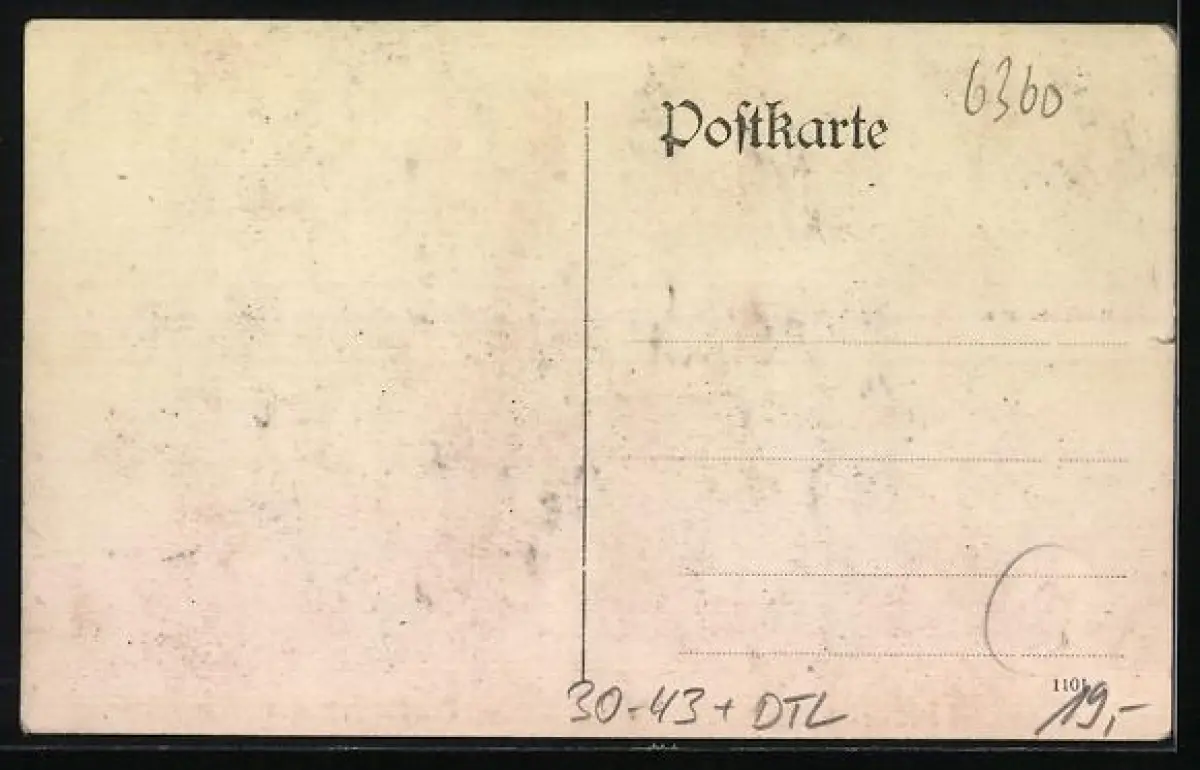 6360
Poſtkarte
1101
30-43 + DTL
19,-